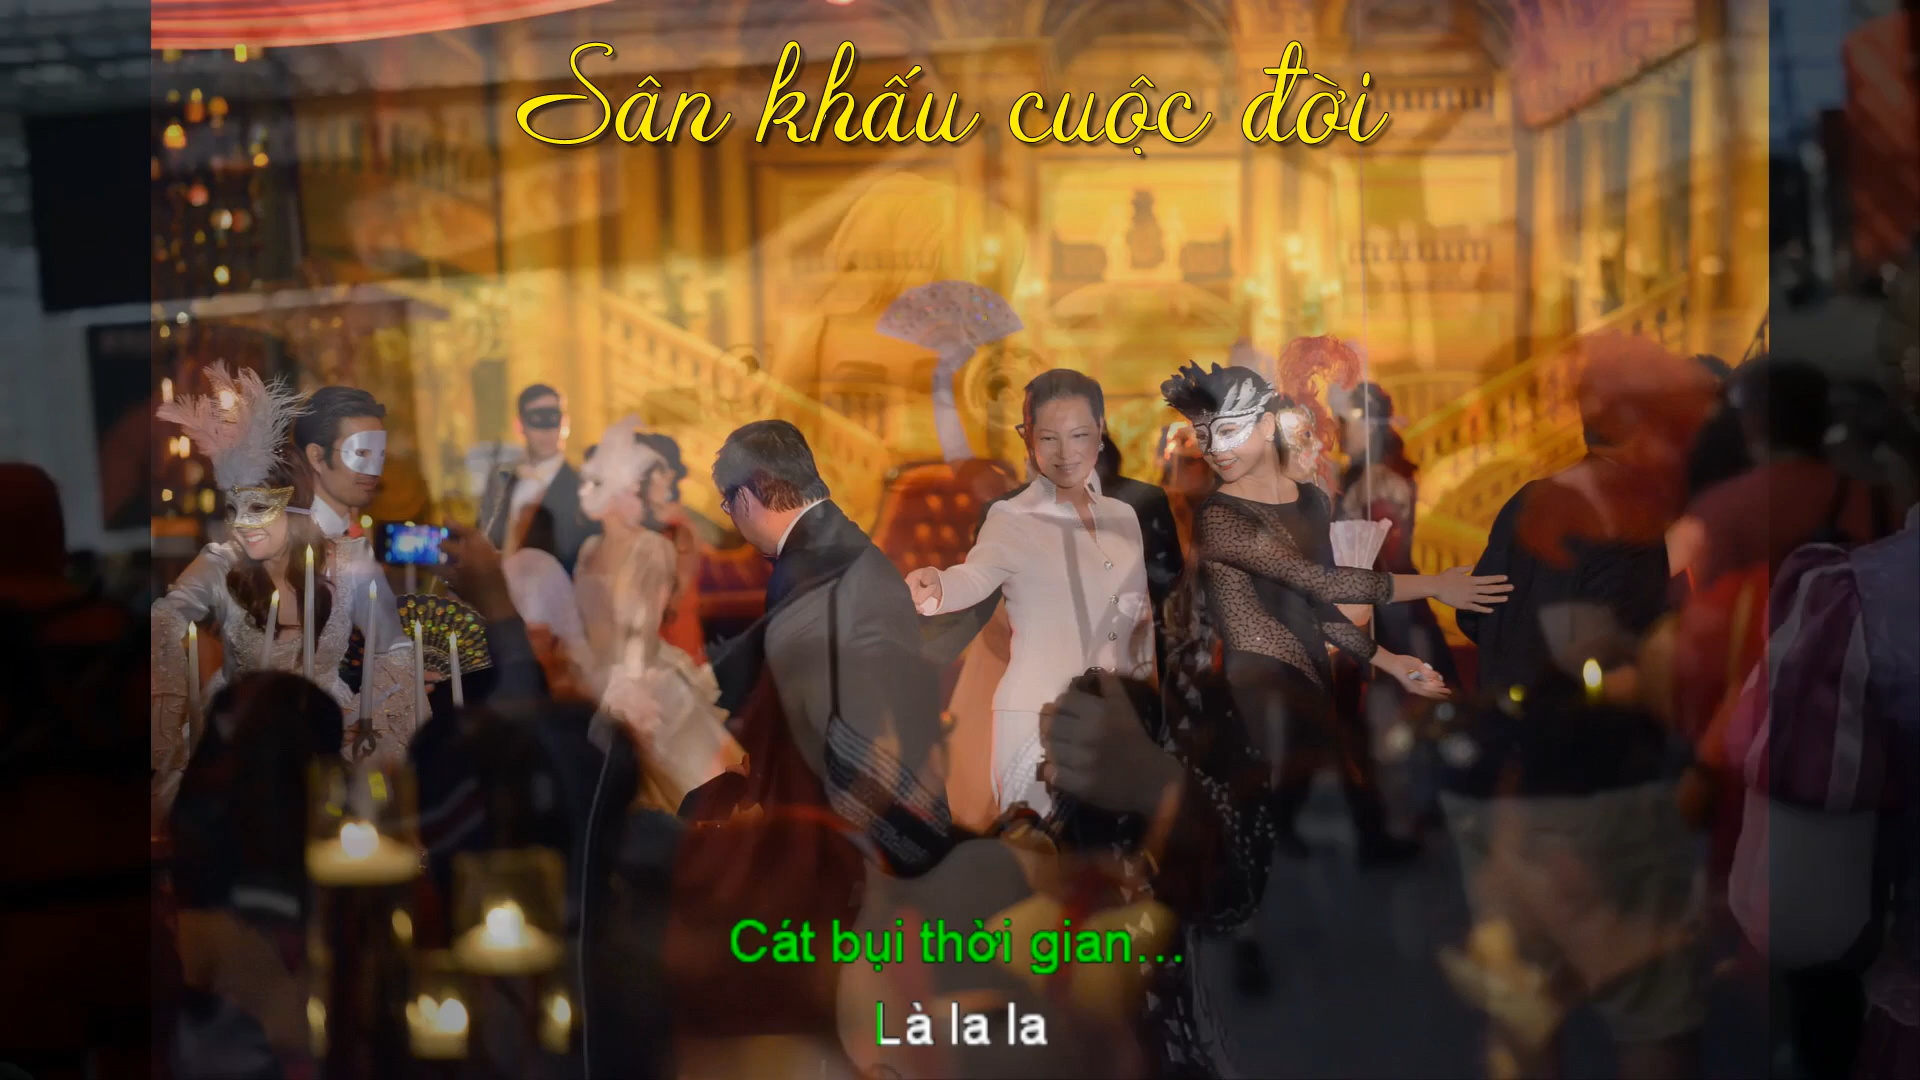 Sân khấu cuộc đời
Cát bụi thời gian...
Là la la